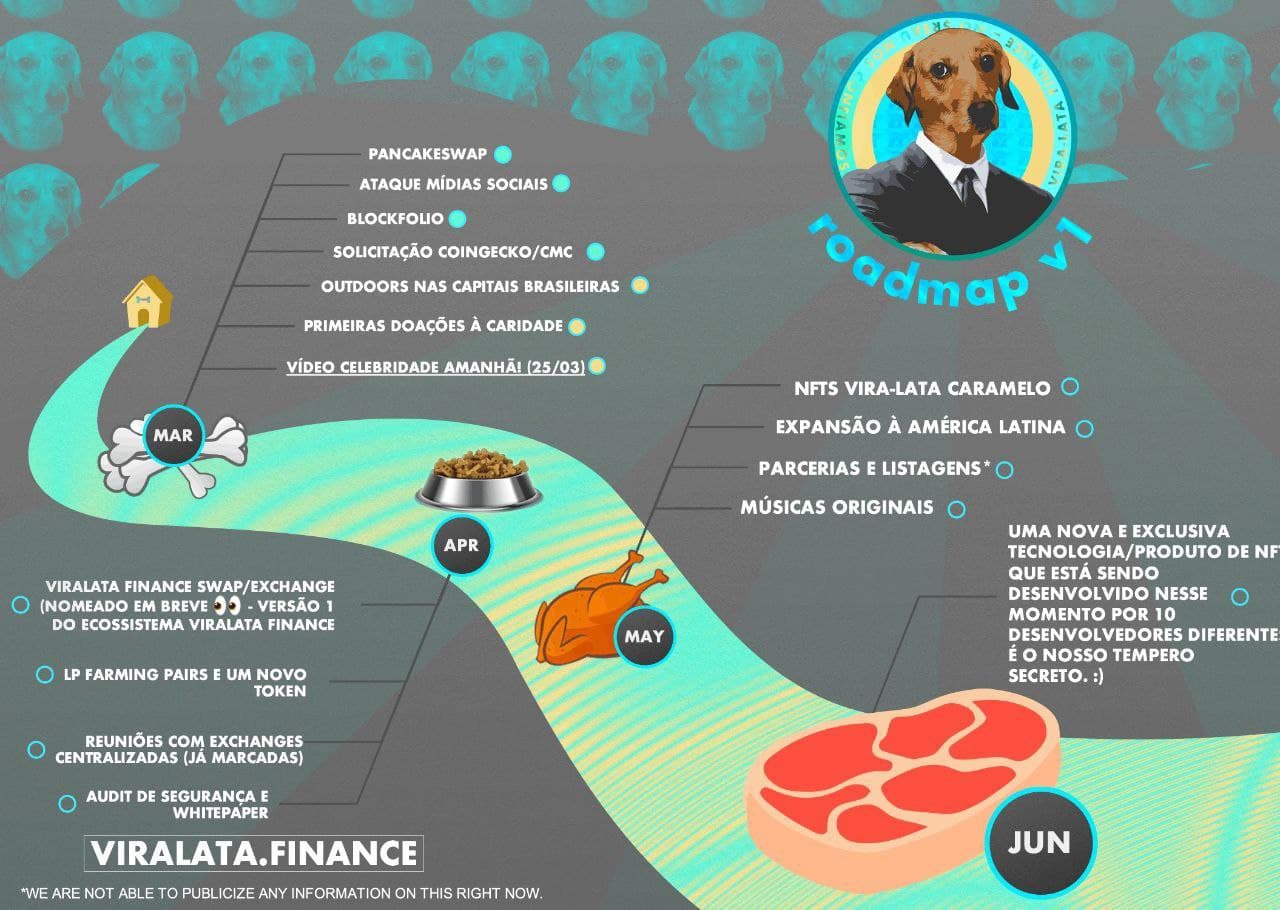 VIRA-LATA FINANCE
CONFIAMOS
roadmap v1
PANCAKESWAP
ATAQUE MÍDIAS SOCIAIS
BLOCKFOLIO
SOLICITAÇÃO COINGECKO/CMC
OUTDOORS NAS CAPITAIS BRASILEIRAS
PRIMEIRAS DOAÇÕES À CARIDADE
VÍDEO CELEBRIDADE AMANHÃ! (25/03)
MAR
APR
VIRALATA FINANCE SWAP/EXCHANGE
(NOMEADO EM BREVE 👀 - VERSÃO 1
DO ECOSSISTEMA VIRALATA FINANCE
LP FARMING PAIRS E UM NOVO
TOKEN
REUNIÕES COM EXCHANGES
CENTRALIZADAS (JÁ MARCADAS)
AUDIT DE SEGURANÇA E
WHITEPAPER
NFTS VIRA-LATA CARAMELO
EXPANSÃO À AMÉRICA LATINA
PARCERIAS E LISTAGENS*
MÚSICAS ORIGINAIS
MAY
UMA NOVA E EXCLUSIVA
TECNOLOGIA/PRODUTO DE NFT
QUE ESTÁ SENDO
DESENVOLVIDO NESSE
MOMENTO POR 10
DESENVOLVEDORES DIFERENTE
É O NOSSO TEMPERO
SECRETO. :)
JUN
VIRALATA.FINANCE
*WE ARE NOT ABLE TO PUBLICIZE ANY INFORMATION ON THIS RIGHT NOW.